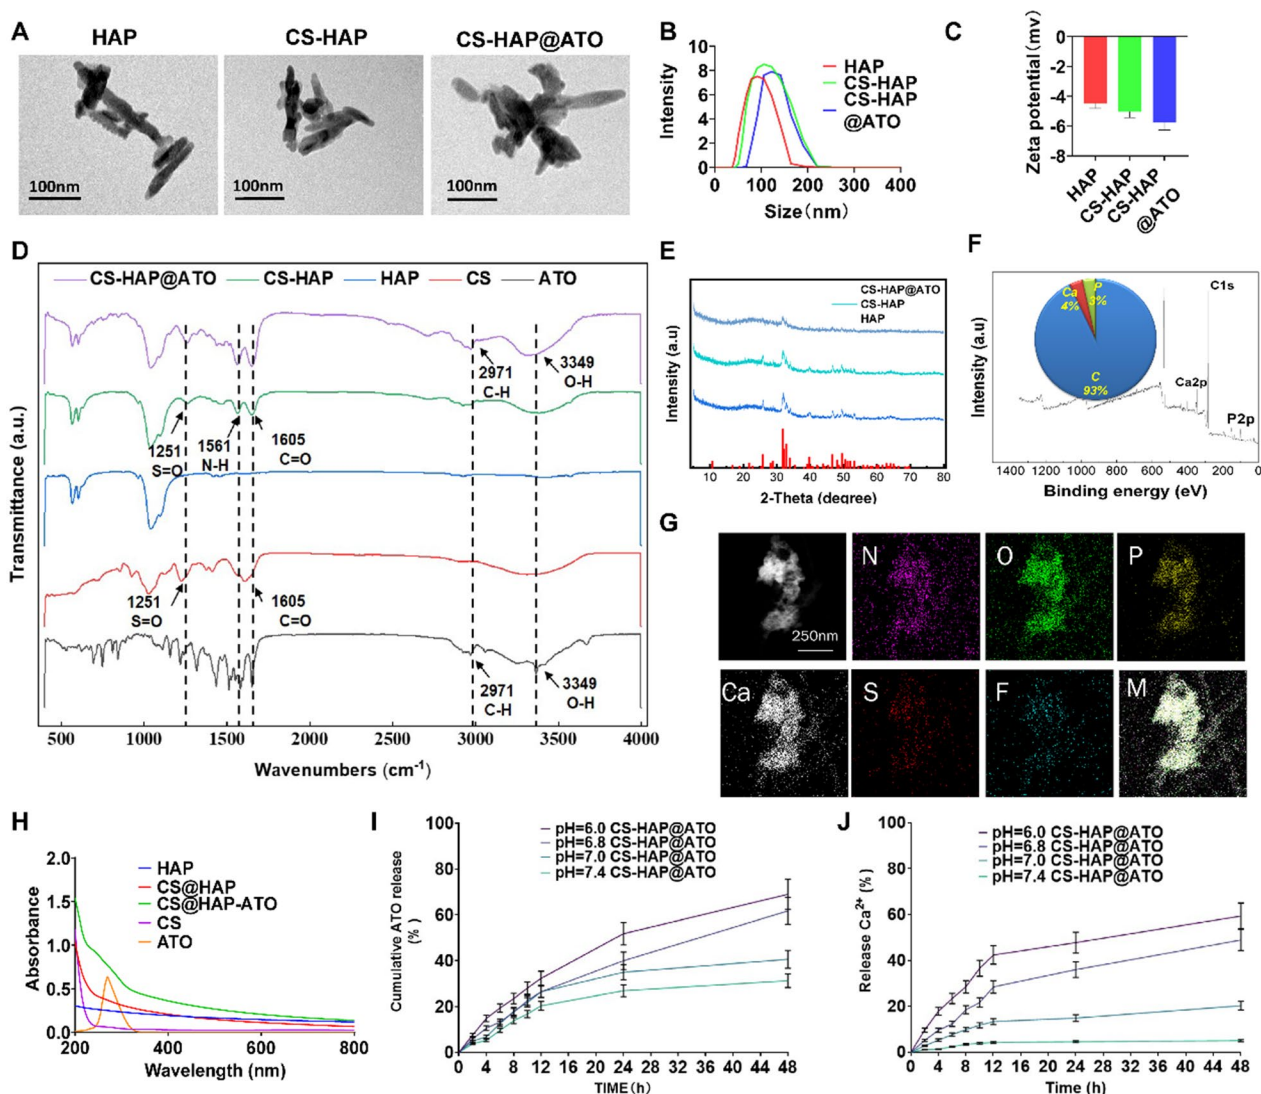 A
HAP
CS-HAP
CS-HAP@ATO
100nm
100nm
100nm
B
Intensity
10
8
6
4
2
0
0
100
200
300
400
Size(nm)
HAP
CS-HAP
CS-HAP
@ATO
C
Zeta potential(mv)
0
-2
-4
-6
-8
HAP
CS-HAP
CS-HAP
@ATO
D
CS-HAP@ATO
CS-HAP
HAP
CS
ATO
Transmittance (a.u.)
2971
C-H
3349
O-H
1251
S=O
1561
N-H
1605
C=O
1251
S=O
1605
C=O
2971
C-H
3349
O-H
500
1000
1500
2000
2500
3000
3500
4000
Wavenumbers (cm-1)
E
CS-HAP@ATO
CS-HAP
HAP
Intensity (a.u)
10
20
30
40
50
60
70
80
2-Theta (degree)
F
Intensity (a.u)
Ca
4%
P
3%
C
93%
C1s
Ca2p
P2p
1400
1200
1000
800
600
400
200
0
Binding energy (eV)
G
250nm
N
O
P
Ca
S
F
M
H
Absorbance
2.0
1.5
1.0
0.5
0.0
200
400
600
800
Wavelength (nm)
HAP
CS@HAP
CS@HAP-ATO
CS
ATO
I
Cumulative ATO release
(%)
100
80
60
40
20
0
0 4 8 12 16 20 24 28 32 36 40 44 48
TIME(h)
pH=6.0 CS-HAP@ATO
pH=6.8 CS-HAP@ATO
pH=7.0 CS-HAP@ATO
pH=7.4 CS-HAP@ATO
J
Release Ca2+ (%)
100
80
60
40
20
0
0 4 8 12 16 20 24 28 32 36 40 44 48
Time (h)
pH=6.0 CS-HAP@ATO
pH=6.8 CS-HAP@ATO
pH=7.0 CS-HAP@ATO
pH=7.4 CS-HAP@ATO